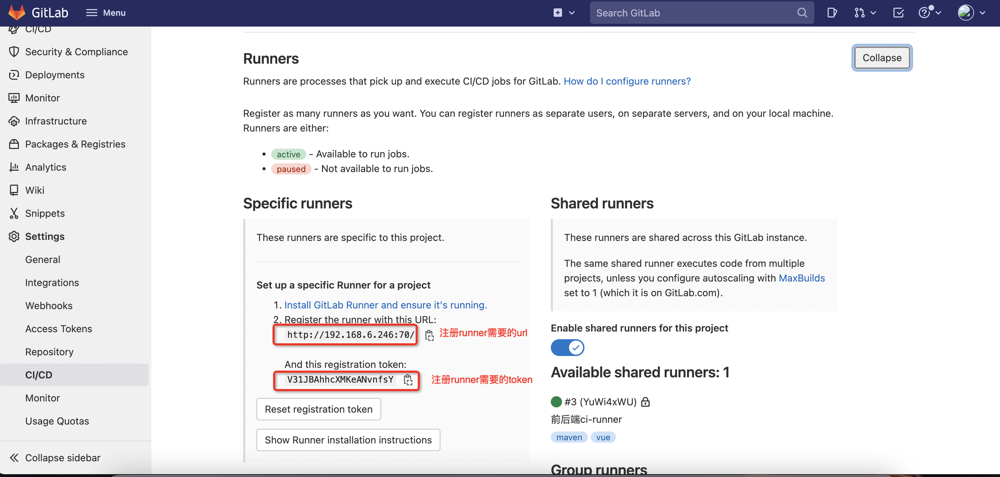 GitLab
Menu
Search GitLab
CI/CD
Security & Compliance
Deployments
Monitor
Infrastructure
Packages & Registries
Analytics
Wiki
Snippets
Settings
General
Integrations
Webhooks
Access Tokens
Repository
CI/CD
Monitor
Usage Quotas
Collapse sidebar
Runners
Collapse
Runners are processes that pick up and execute CI/CD jobs for GitLab. How do I configure runners?
Register as many runners as you want. You can register runners as separate users, on separate servers, and on your local machine.
Runners are either:
active - Available to run jobs.
paused - Not available to run jobs.
Specific runners
These runners are specific to this project.
Set up a specific Runner for a project
1. Install GitLab Runner and ensure it's running.
2. Register the runner with this URL:
http://192.168.6.246:70/
注册runner需要的url
And this registration token:
V31JBAhhcXMKeANvnfsY
注册runner需要的token
Reset registration token
Show Runner installation instructions
Shared runners
These runners are shared across this GitLab instance.
The same shared runner executes code from multiple
projects, unless you configure autoscaling with MaxBuilds
set to 1 (which it is on GitLab.com).
Enable shared runners for this project
Available shared runners: 1
#3 (YuWi4xWU)
前后端ci-runner
maven vue
Group runners